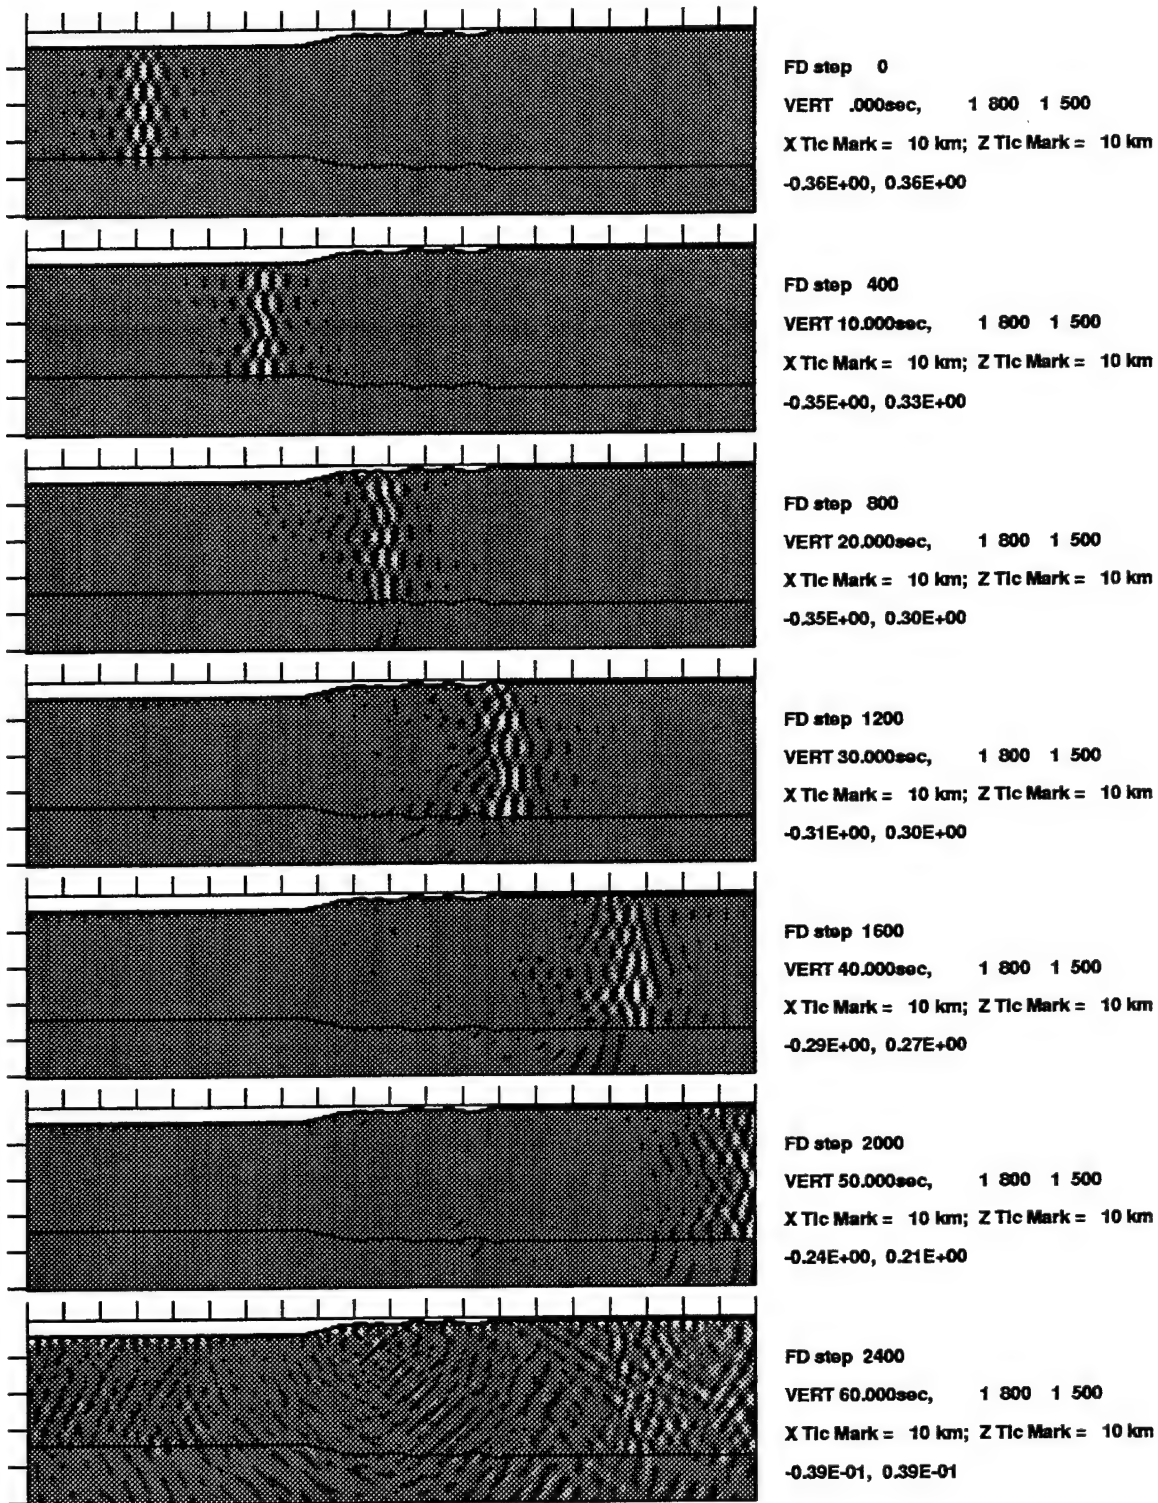 FD step 0
VERT .000sec, 1 800 1 500
X Tic Mark = 10 km; Z Tic Mark = 10 km
-0.36E+00, 0.36E+00
FD step 400
VERT 10.000sec, 1 800 1 500
X Tic Mark = 10 km; Z Tic Mark = 10 km
-0.35E+00, 0.33E+00
FD step 800
VERT 20.000sec, 1 800 1 500
X Tic Mark = 10 km; Z Tic Mark = 10 km
-0.35E+00, 0.30E+00
FD step 1200
VERT 30.000sec, 1 800 1 500
X Tic Mark = 10 km; Z Tic Mark = 10 km
-0.31E+00, 0.30E+00
FD step 1600
VERT 40.000sec, 1 800 1 500
X Tic Mark = 10 km; Z Tic Mark = 10 km
-0.29E+00, 0.27E+00
FD step 2000
VERT 50.000sec, 1 800 1 500
X Tic Mark = 10 km; Z Tic Mark = 10 km
-0.24E+00, 0.21E+00
FD step 2400
VERT 60.000sec, 1 800 1 500
X Tic Mark = 10 km; Z Tic Mark = 10 km
-0.39E-01, 0.39E-01